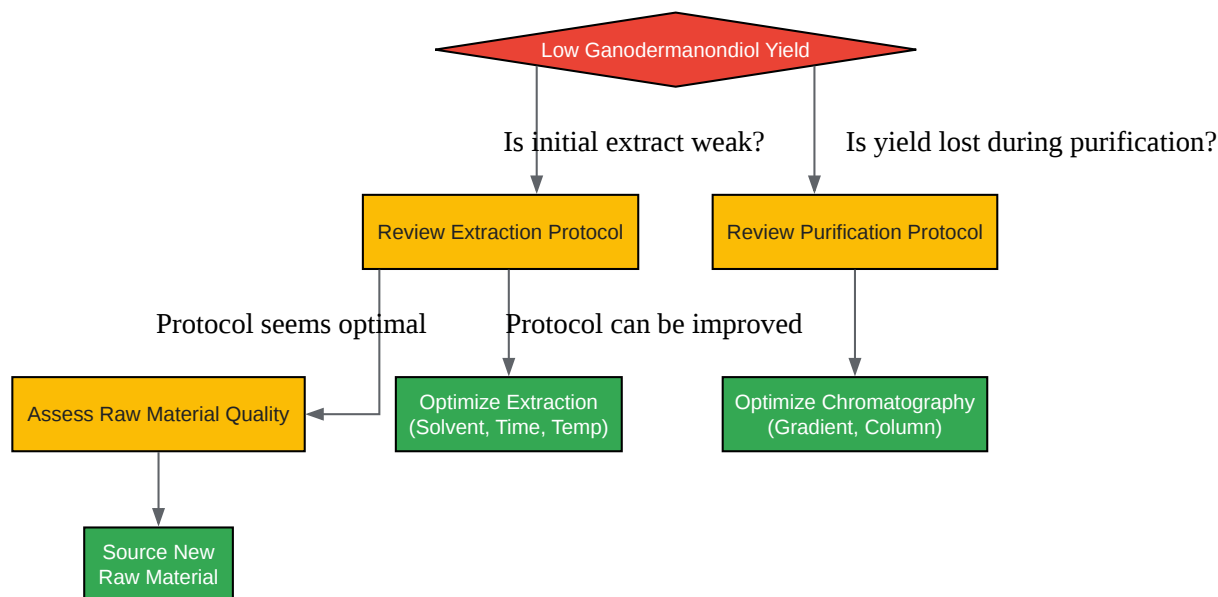 Low Ganodermanondiol Yield
Is initial extract weak?
Is yield lost during purification?
Review Extraction Protocol
Review Purification Protocol
Protocol seems optimal
Protocol can be improved
Assess Raw Material Quality
Optimize Extraction
(Solvent, Time, Temp)
Optimize Chromatography
(Gradient, Column)
Source New
Raw Material